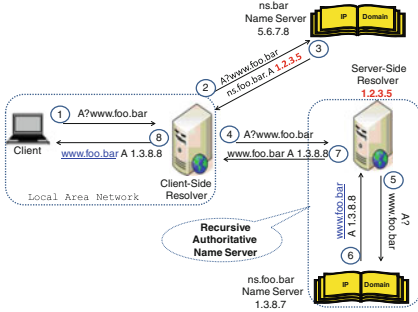 ns.bar
Name Server
5.6.7.8
IP Domain
2
A?www.foo.bar
3
ns.foo.bar A 1.2.3.5
Server-Side
Resolver
1.2.3.5
1
A?www.foo.bar
8
www.foo.bar A 1.3.8.8
Client
4
A?www.foo.bar
7
www.foo.bar A 1.3.8.8
Client-Side
Resolver
Local Area Network
5
A?
www.foo.bar
www.foo.bar
A 1.3.8.8
6
Recursive
Authoritative
Name Server
ns.foo.bar
Name Server
1.3.8.7
IP Domain